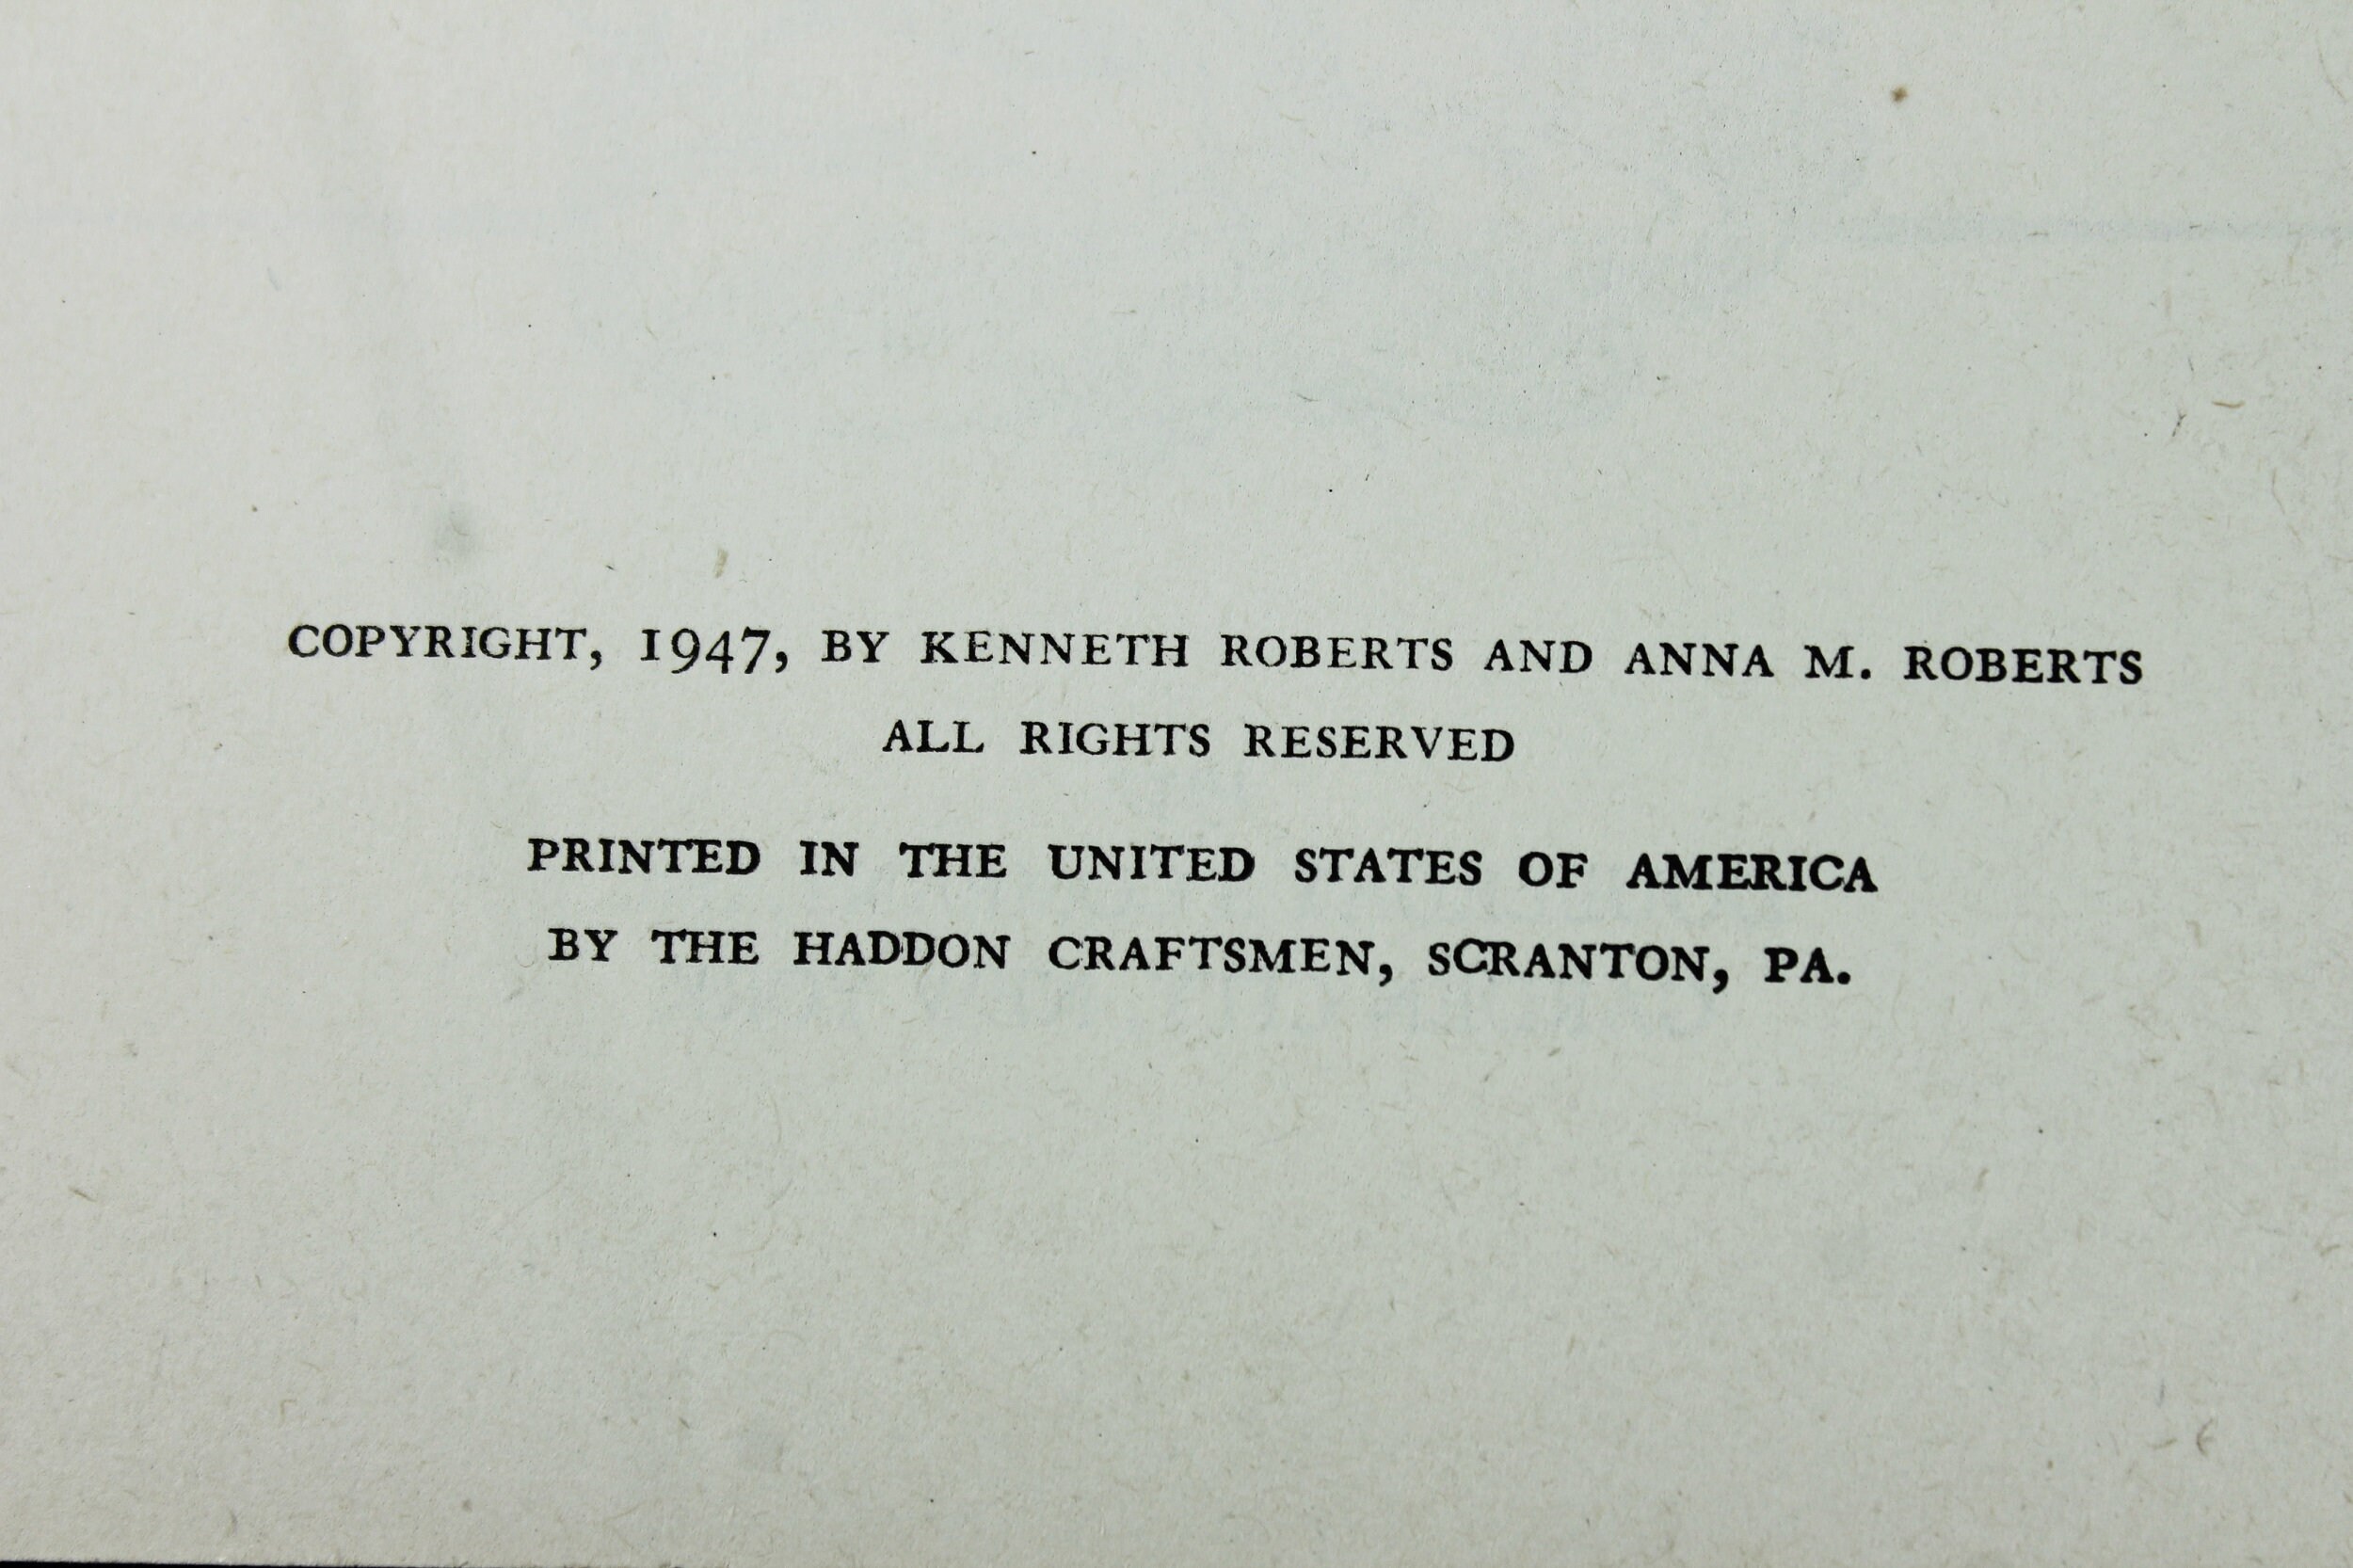 COPYRIGHT, 1947, BY KENNETH ROBERTS AND ANNA M. ROBERTS
ALL RIGHTS RESERVED
PRINTED IN THE UNITED STATES OF AMERICA
BY THE HADDON CRAFTSMEN, SCRANTON, PA.